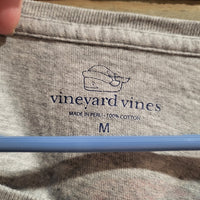 vineyard vines
MADE IN PERU • 100% COTTON
M